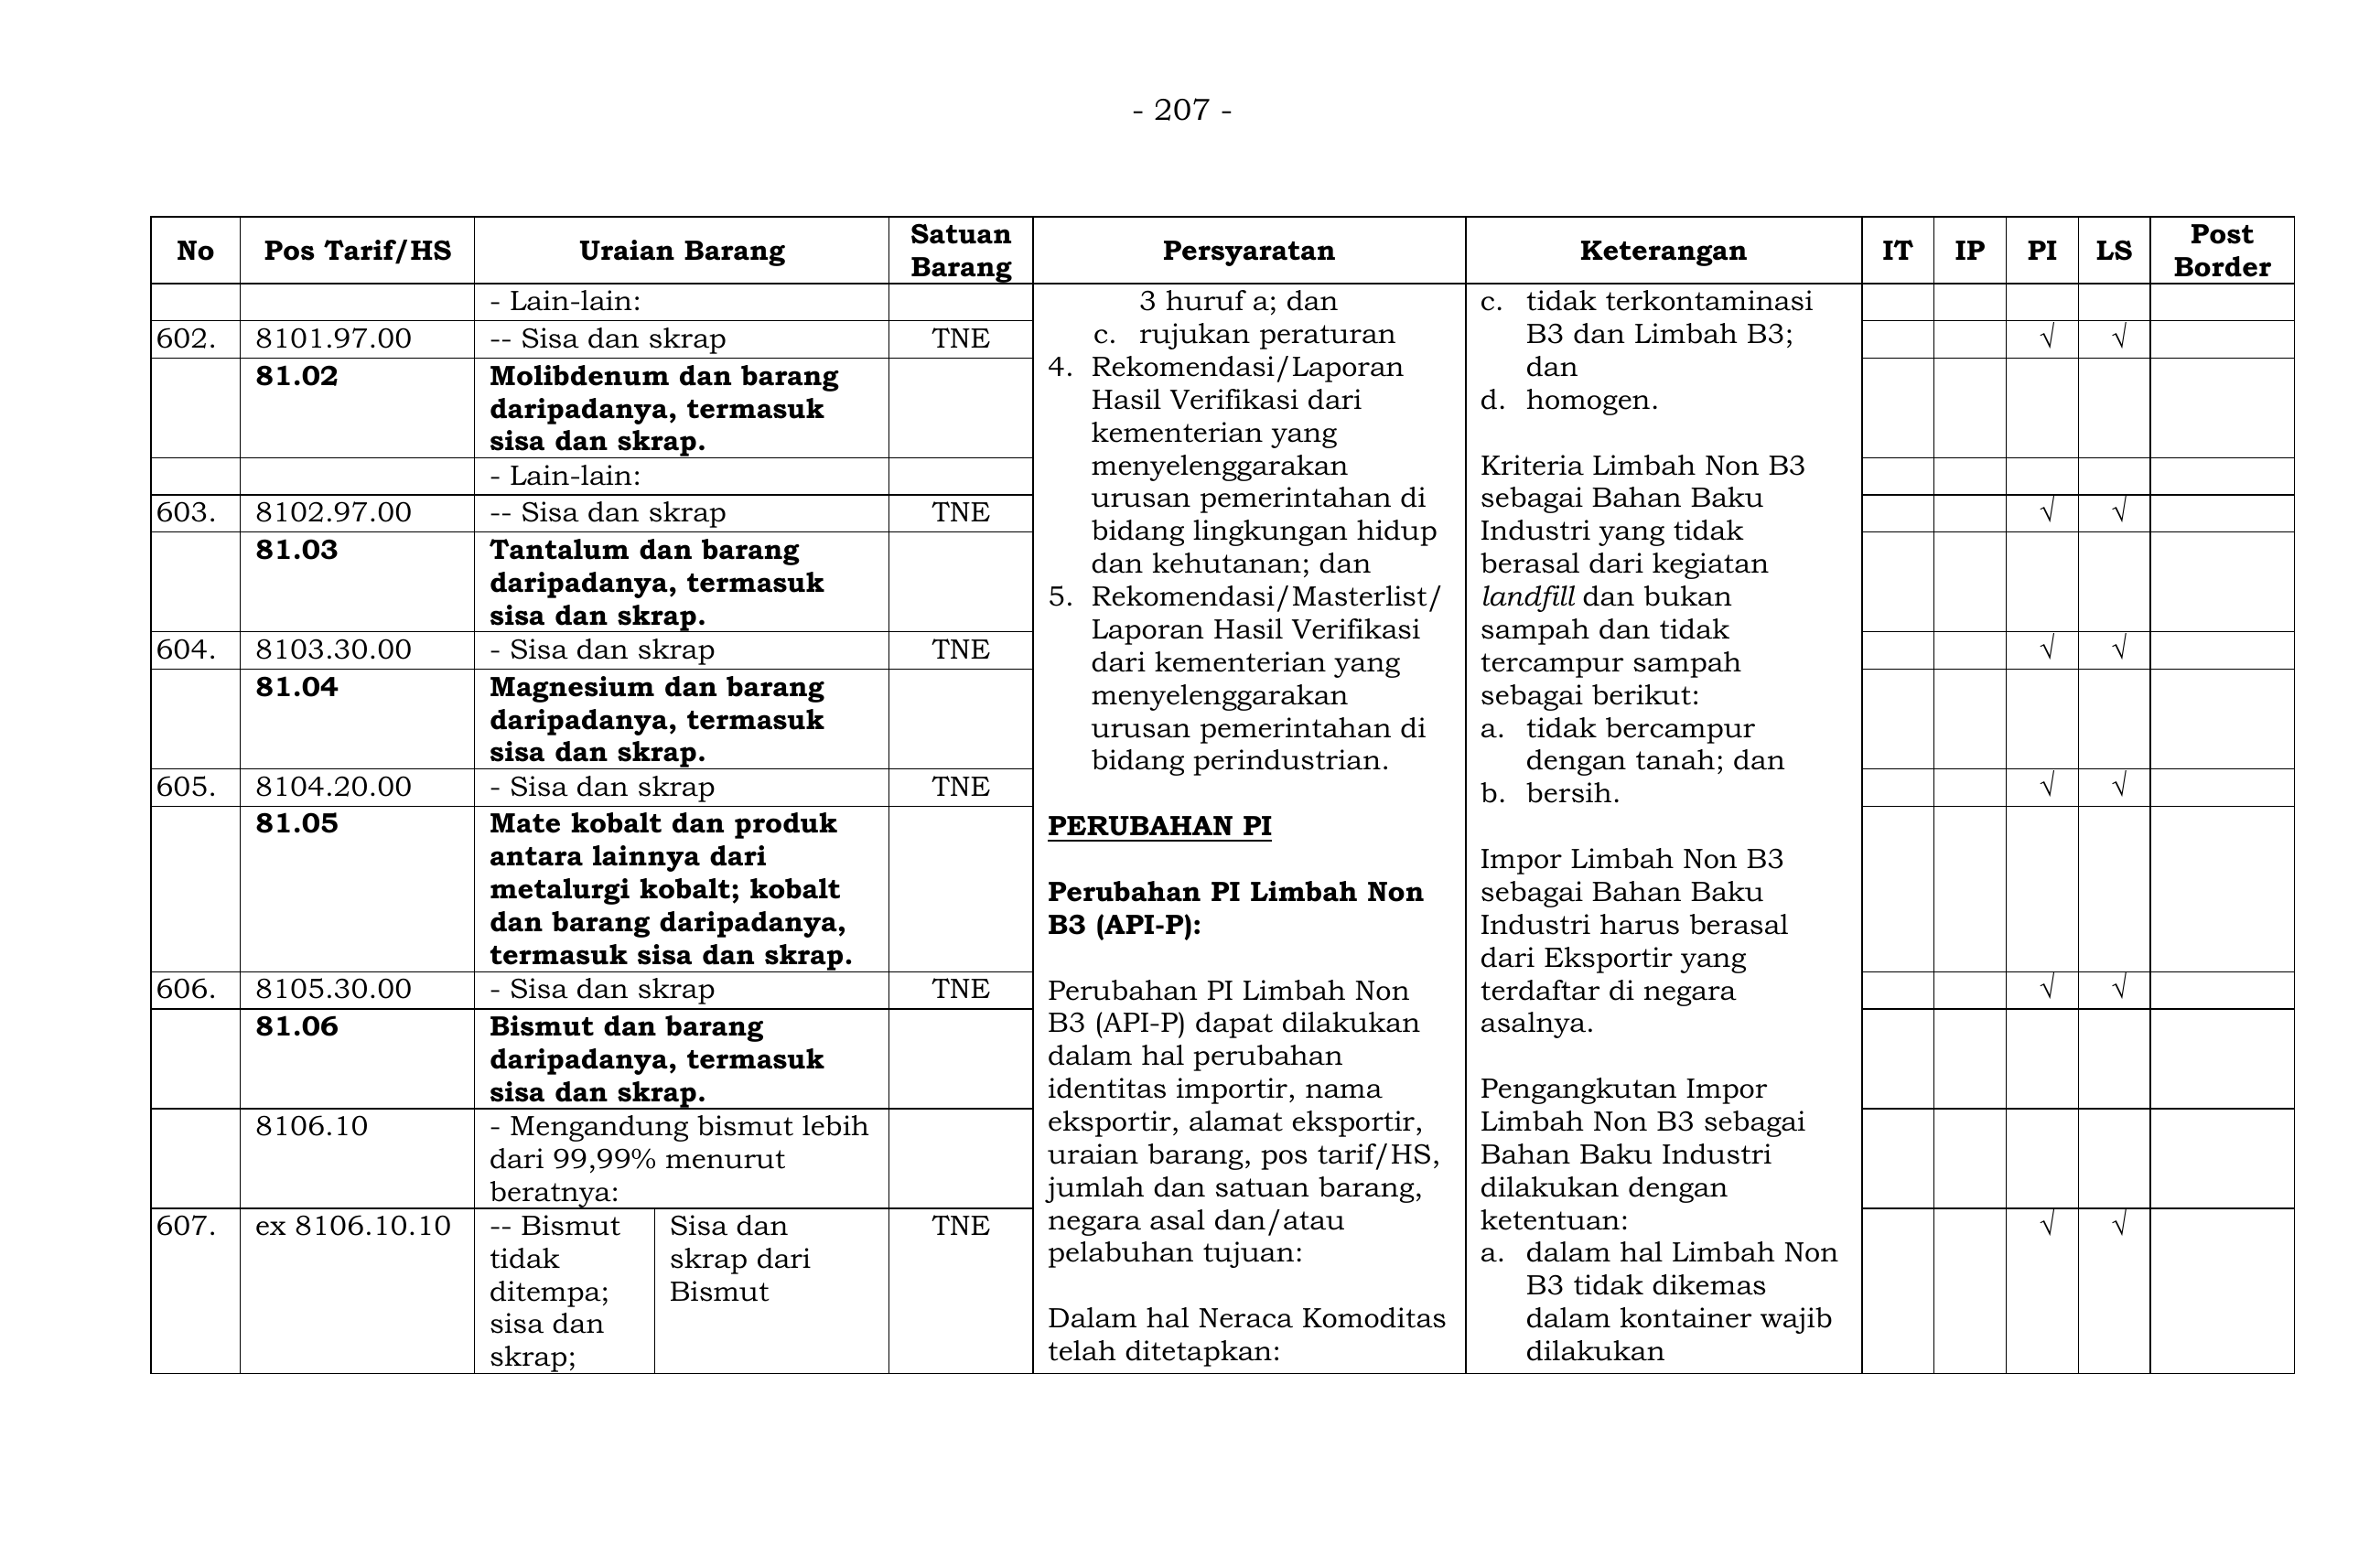 - 207 -
No Pos Tarif/HS Uraian Barang Satuan Barang Persyaratan Keterangan IT IP PI LS Post Border
- Lain-lain:
602. 8101.97.00 -- Sisa dan skrap TNE √ √
81.02 Molibdenum dan barang
daripadanya, termasuk
sisa dan skrap.
- Lain-lain:
603. 8102.97.00 -- Sisa dan skrap TNE √ √
81.03 Tantalum dan barang
daripadanya, termasuk
sisa dan skrap.
604. 8103.30.00 - Sisa dan skrap TNE √ √
81.04 Magnesium dan barang
daripadanya, termasuk
sisa dan skrap.
605. 8104.20.00 - Sisa dan skrap TNE √ √
81.05 Mate kobalt dan produk
antara lainnya dari
metalurgi kobalt; kobalt
dan barang daripadanya,
termasuk sisa dan skrap.
606. 8105.30.00 - Sisa dan skrap TNE √ √
81.06 Bismut dan barang
daripadanya, termasuk
sisa dan skrap.
8106.10 - Mengandung bismut lebih
dari 99,99% menurut
beratnya:
607. ex 8106.10.10 -- Bismut Sisa dan TNE √ √
tidak skrap dari
ditempa; Bismut
sisa dan
skrap;
3 huruf a; dan
c. rujukan peraturan
4. Rekomendasi/Laporan
Hasil Verifikasi dari
kementerian yang
menyelenggarakan
urusan pemerintahan di
bidang lingkungan hidup
dan kehutanan; dan
5. Rekomendasi/Masterlist/
Laporan Hasil Verifikasi
dari kementerian yang
menyelenggarakan
urusan pemerintahan di
bidang perindustrian.
PERUBAHAN PI
Perubahan PI Limbah Non
B3 (API-P):
Perubahan PI Limbah Non
B3 (API-P) dapat dilakukan
dalam hal perubahan
identitas importir, nama
eksportir, alamat eksportir,
uraian barang, pos tarif/HS,
jumlah dan satuan barang,
negara asal dan/atau
pelabuhan tujuan:
Dalam hal Neraca Komoditas
telah ditetapkan:
c. tidak terkontaminasi
B3 dan Limbah B3;
dan
d. homogen.
Kriteria Limbah Non B3
sebagai Bahan Baku
Industri yang tidak
berasal dari kegiatan
landfill dan bukan
sampah dan tidak
tercampur sampah
sebagai berikut:
a. tidak bercampur
dengan tanah; dan
b. bersih.
Impor Limbah Non B3
sebagai Bahan Baku
Industri harus berasal
dari Eksportir yang
terdaftar di negara
asalnya.
Pengangkutan Impor
Limbah Non B3 sebagai
Bahan Baku Industri
dilakukan dengan
ketentuan:
a. dalam hal Limbah Non
B3 tidak dikemas
dalam kontainer wajib
dilakukan